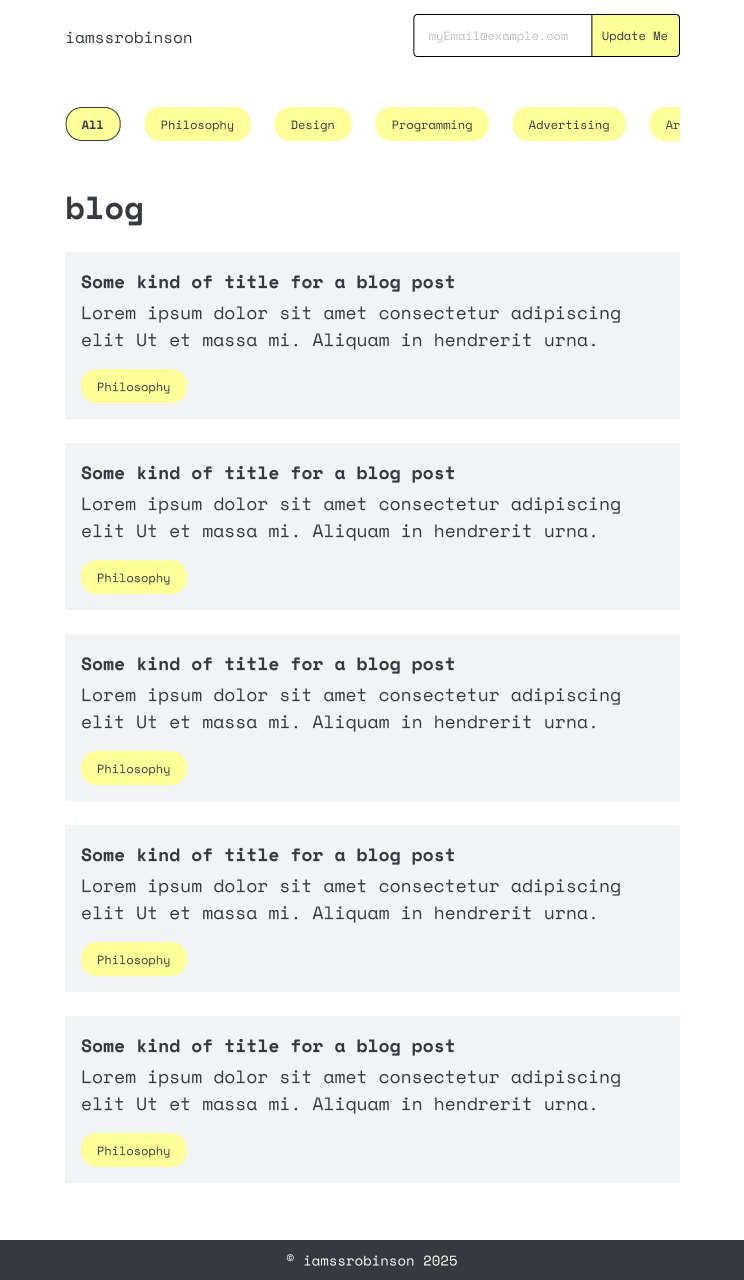 iamssrobinson
myEmail@example.com
Update Me
All
Philosophy
Design
Programming
Advertising
Ar
blog
Some kind of title for a blog post
Lorem ipsum dolor sit amet consectetur adipiscing
elit Ut et massa mi. Aliquam in hendrerit urna.
Philosophy
Some kind of title for a blog post
Lorem ipsum dolor sit amet consectetur adipiscing
elit Ut et massa mi. Aliquam in hendrerit urna.
Philosophy
Some kind of title for a blog post
Lorem ipsum dolor sit amet consectetur adipiscing
elit Ut et massa mi. Aliquam in hendrerit urna.
Philosophy
Some kind of title for a blog post
Lorem ipsum dolor sit amet consectetur adipiscing
elit Ut et massa mi. Aliquam in hendrerit urna.
Philosophy
Some kind of title for a blog post
Lorem ipsum dolor sit amet consectetur adipiscing
elit Ut et massa mi. Aliquam in hendrerit urna.
Philosophy
© iamssrobinson 2025